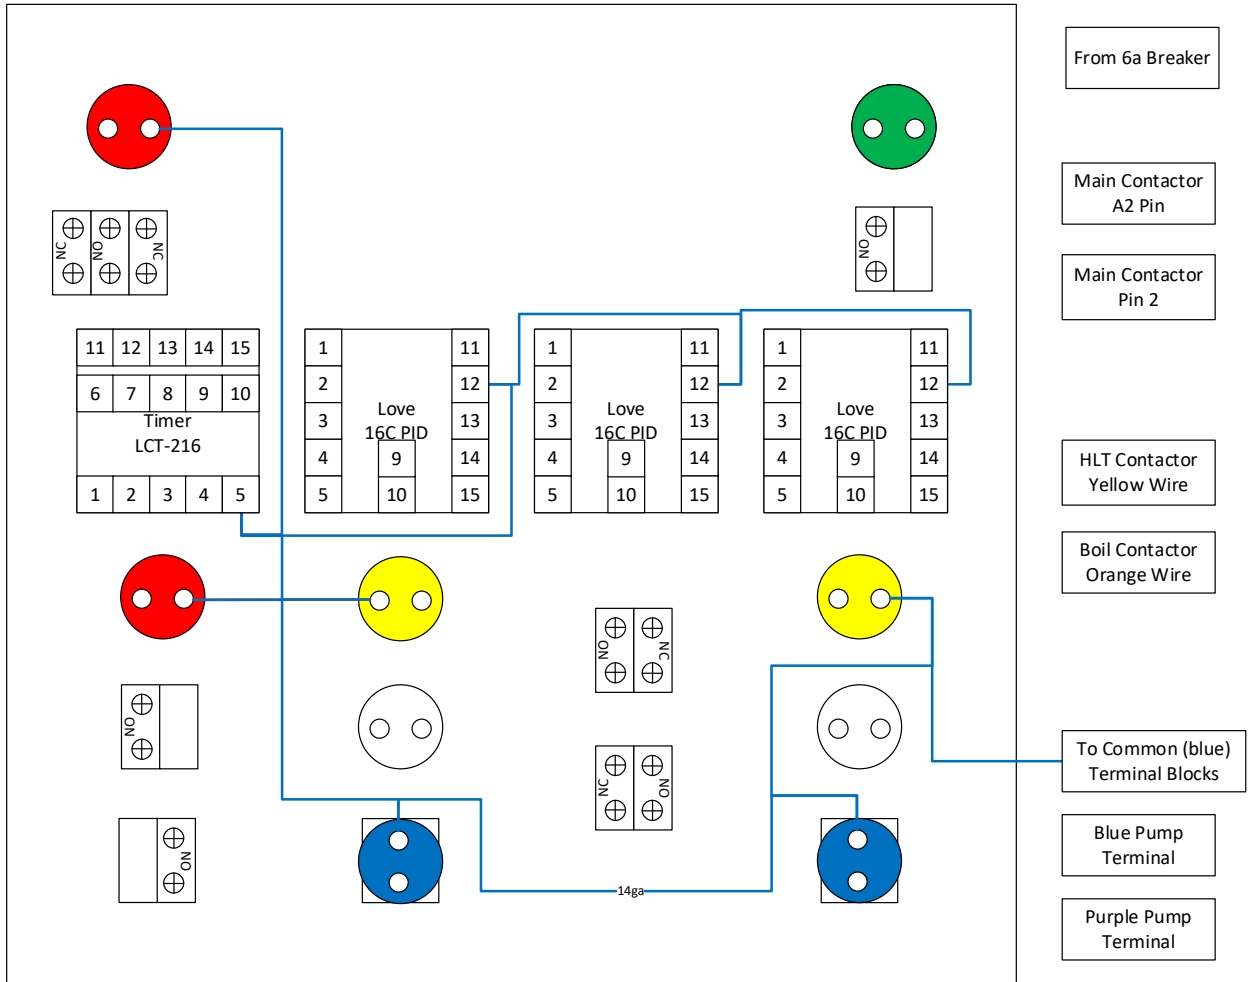 From 6a Breaker
Main Contactor
A2 Pin
NC
NO
NC
NO
Main Contactor
Pin 2
11 12 13 14 15
6 7 8 9 10
Timer
LCT-216
1 2 3 4 5
1 11
2 12
3 13
4 14
5 15
Love
16C PID
9
10
1 11
2 12
3 13
4 14
5 15
Love
16C PID
9
10
1 11
2 12
3 13
4 14
5 15
Love
16C PID
9
10
HLT Contactor
Yellow Wire
Boil Contactor
Orange Wire
NO
NC
NO
NC
NO
To Common (blue)
Terminal Blocks
NO
14ga
Blue Pump
Terminal
Purple Pump
Terminal